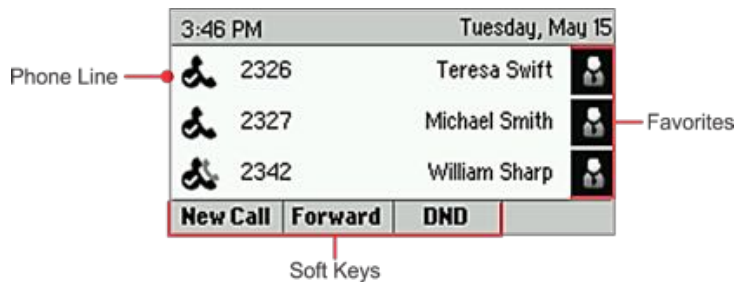 3:46 PM Tuesday, May 15
Phone Line 2326 Teresa Swift
2327 Michael Smith Favorites
2342 William Sharp
New Call Forward DND
Soft Keys